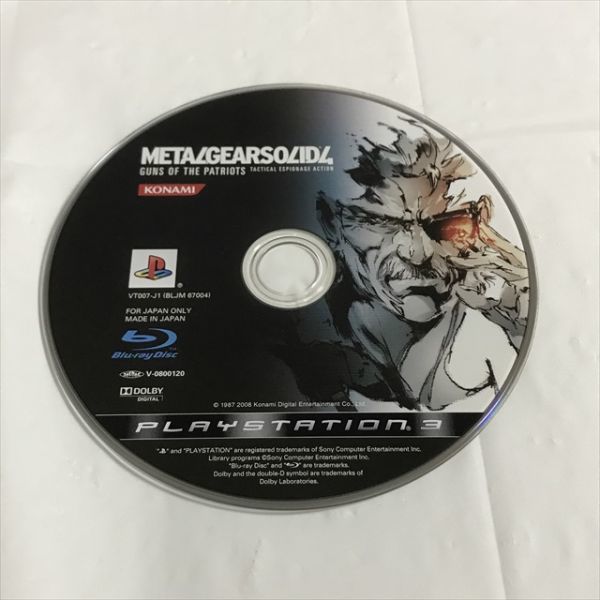 METAL GEAR SOLID 4
GUNS OF THE PATRIOTS TACTICAL ESPIONAGE ACTION
KONAMI
VT007-J1 (BLJM 67004)
FOR JAPAN ONLY
MADE IN JAPAN
Blu-ray Disc
V-0800120
DOLBY
DIGITAL
© 1987 2008 Konami Digital Entertainment Co., Ltd.
PLAYSTATION 3
" " and "PLAYSTATION" are registered trademarks of Sony Computer Entertainment Inc.
Library programs ©Sony Computer Entertainment Inc.
"Blu-ray Disc" and " " are trademarks.
Dolby and the double-D symbol are trademarks of
Dolby Laboratories.